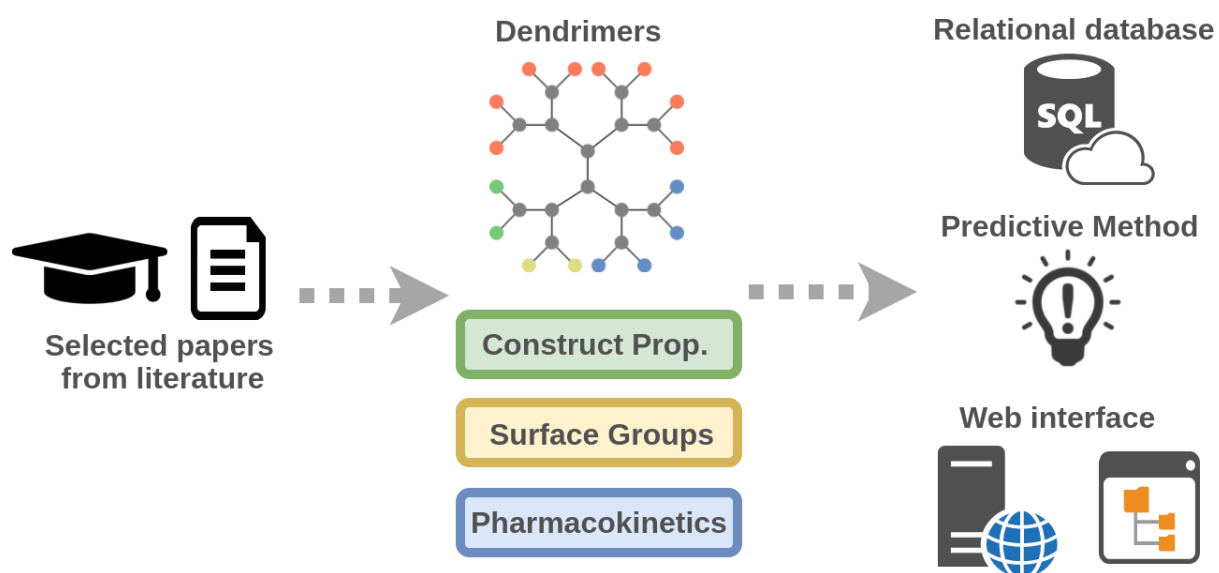 Selected papers
from literature
Dendrimers
Construct Prop.
Surface Groups
Pharmacokinetics
Relational database
SQL
Predictive Method
Web interface